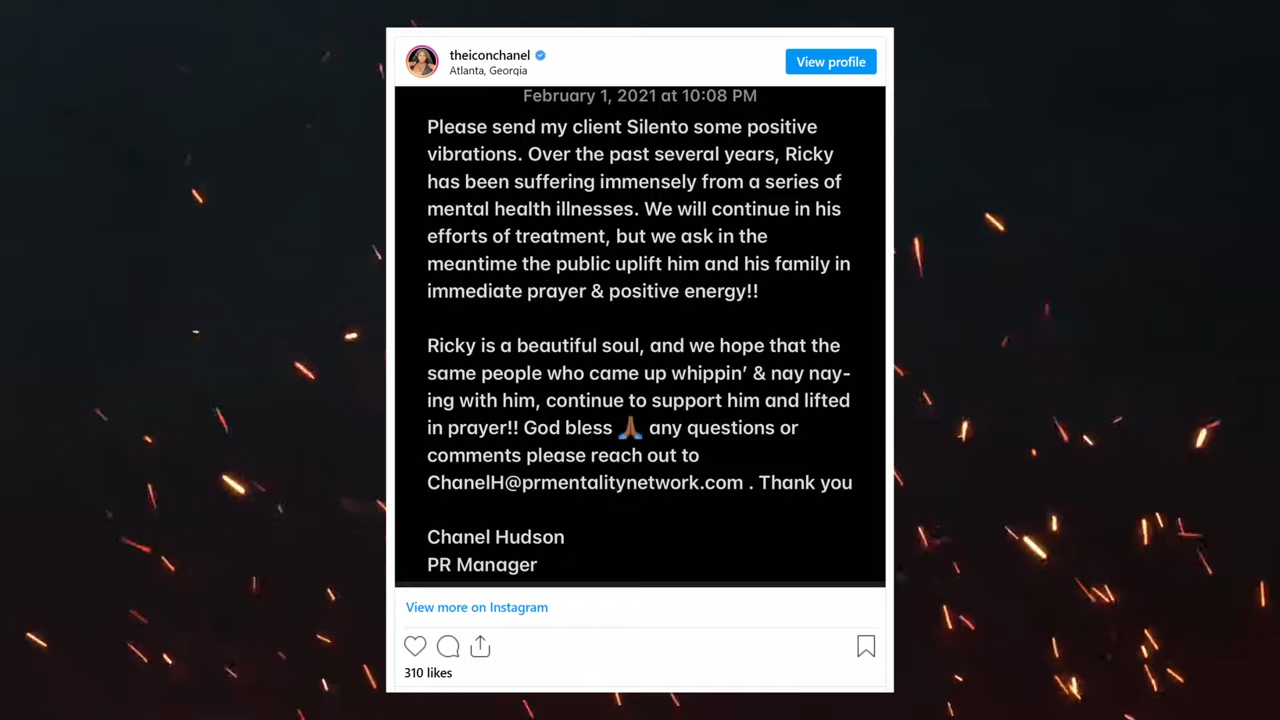 theiconchanel
Atlanta, Georgia
View profile
February 1, 2021 at 10:08 PM
Please send my client Silento some positive
vibrations. Over the past several years, Ricky
has been suffering immensely from a series of
mental health illnesses. We will continue in his
efforts of treatment, but we ask in the
meantime the public uplift him and his family in
immediate prayer & positive energy!!
Ricky is a beautiful soul, and we hope that the
same people who came up whippin’ & nay nay-
ing with him, continue to support him and lifted
in prayer!! God bless 🙏🏾 any questions or
comments please reach out to
ChanelH@prmentalitynetwork.com . Thank you
Chanel Hudson
PR Manager
View more on Instagram
310 likes